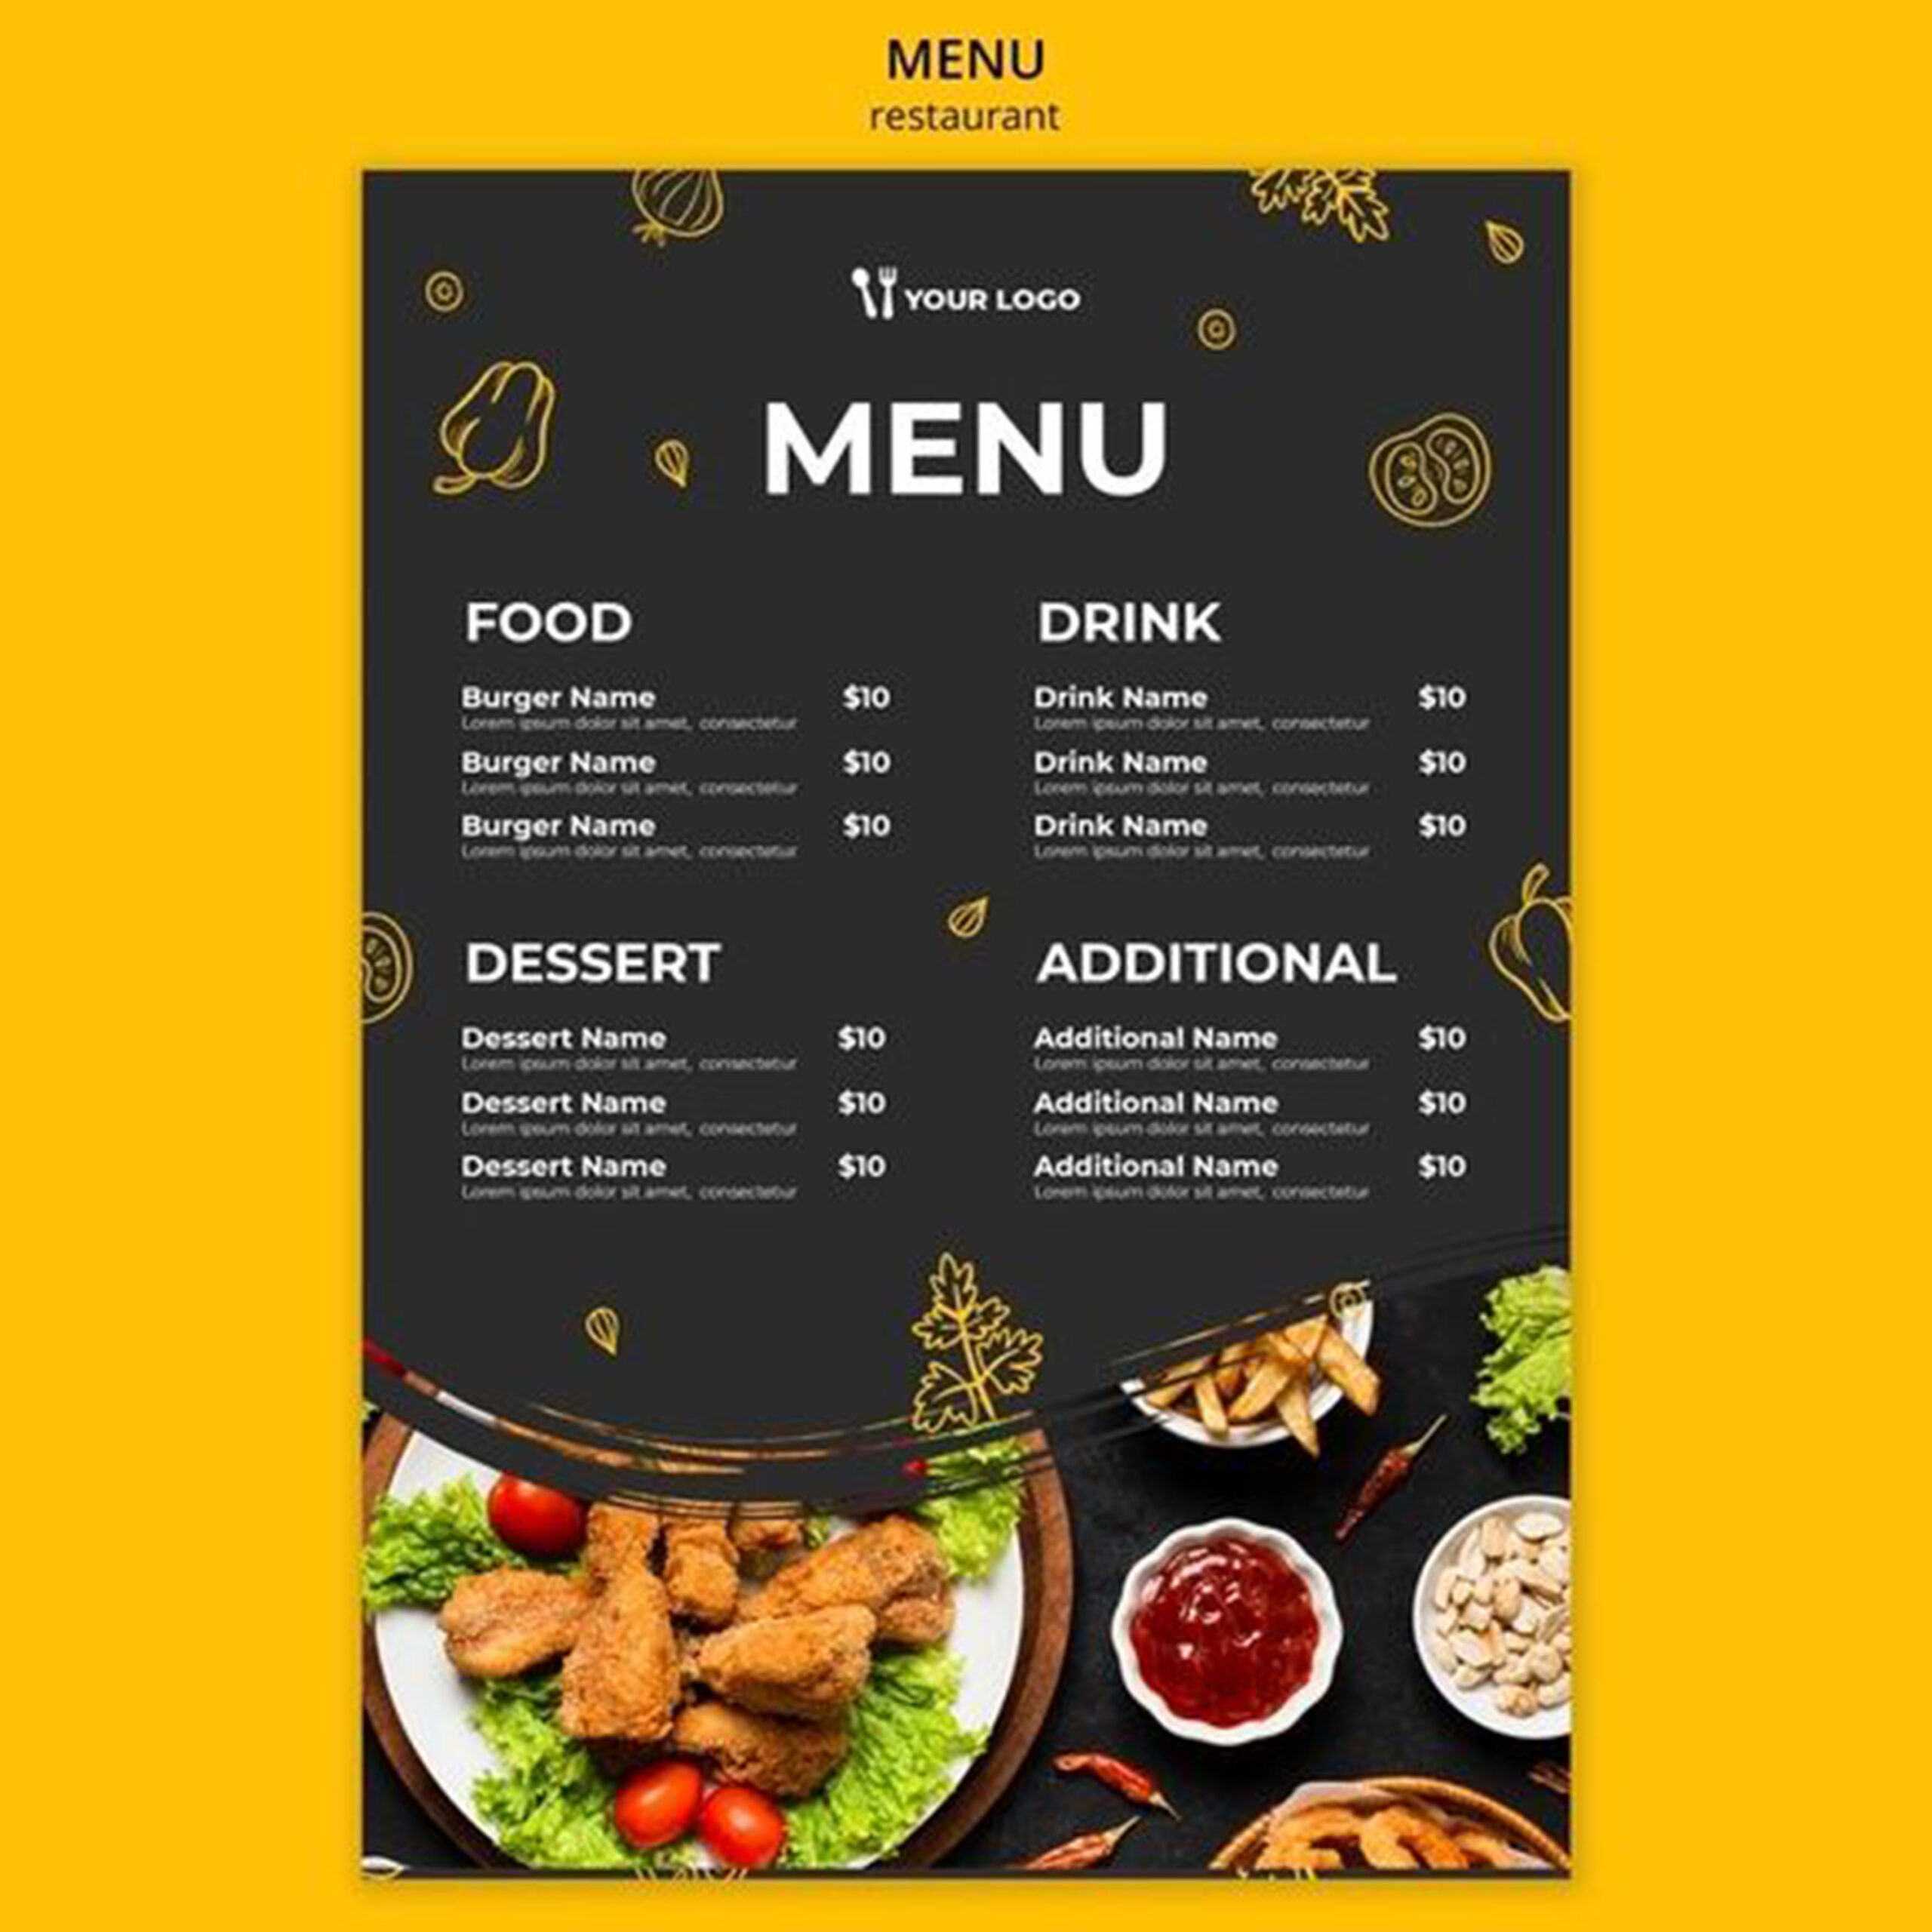 MENU
restaurant
YOUR LOGO
MENU
FOOD
Burger Name $10
Lorem ipsum dolor sit amet, consectetur
Burger Name $10
Lorem ipsum dolor sit amet, consectetur
Burger Name $10
Lorem ipsum dolor sit amet, consectetur
DRINK
Drink Name $10
Lorem ipsum dolor sit amet, consectetur
Drink Name $10
Lorem ipsum dolor sit amet, consectetur
Drink Name $10
Lorem ipsum dolor sit amet, consectetur
DESSERT
Dessert Name $10
Lorem ipsum dolor sit amet, consectetur
Dessert Name $10
Lorem ipsum dolor sit amet, consectetur
Dessert Name $10
Lorem ipsum dolor sit amet, consectetur
ADDITIONAL
Additional Name $10
Lorem ipsum dolor sit amet, consectetur
Additional Name $10
Lorem ipsum dolor sit amet, consectetur
Additional Name $10
Lorem ipsum dolor sit amet, consectetur